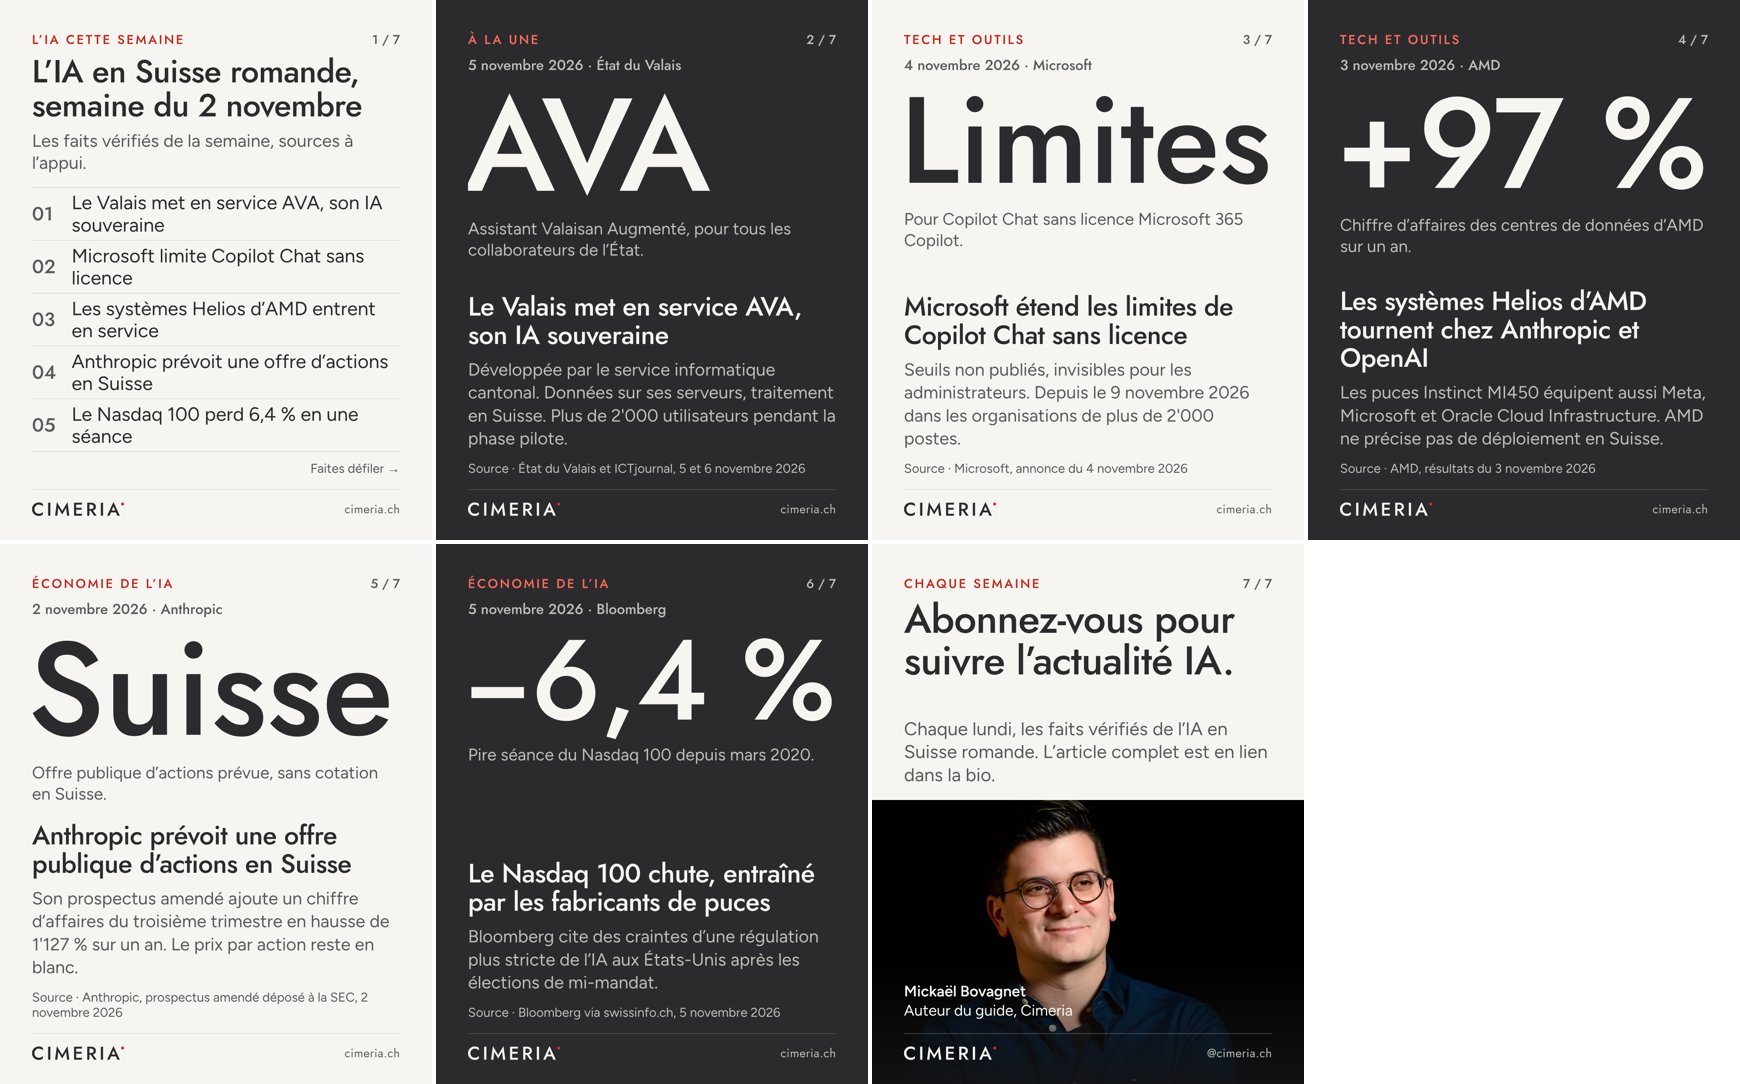 L'IA CETTE SEMAINE
1 / 7
L'IA en Suisse romande,
semaine du 2 novembre
Les faits vérifiés de la semaine, sources à
l'appui.
01
Le Valais met en service AVA, son IA
souveraine
02
Microsoft limite Copilot Chat sans
licence
03
Les systèmes Helios d'AMD entrent
en service
04
Anthropic prévoit une offre d'actions
en Suisse
05
Le Nasdaq 100 perd 6,4 % en une
séance
Faites défiler →
CIMERIA
cimeria.ch
À LA UNE
2 / 7
5 novembre 2026 · État du Valais
AVA
Assistant Valaisan Augmenté, pour tous les
collaborateurs de l'État.
Le Valais met en service AVA,
son IA souveraine
Développée par le service informatique
cantonal. Données sur ses serveurs, traitement
en Suisse. Plus de 2'000 utilisateurs pendant la
phase pilote.
Source · État du Valais et ICTjournal, 5 et 6 novembre 2026
CIMERIA
cimeria.ch
TECH ET OUTILS
3 / 7
4 novembre 2026 · Microsoft
Limites
Pour Copilot Chat sans licence Microsoft 365
Copilot.
Microsoft étend les limites de
Copilot Chat sans licence
Seuils non publiés, invisibles pour les
administrateurs. Depuis le 9 novembre 2026
dans les organisations de plus de 2'000
postes.
Source · Microsoft, annonce du 4 novembre 2026
CIMERIA
cimeria.ch
TECH ET OUTILS
4 / 7
3 novembre 2026 · AMD
+97 %
Chiffre d'affaires des centres de données d'AMD
sur un an.
Les systèmes Helios d'AMD
tournent chez Anthropic et
OpenAI
Les puces Instinct MI450 équipent aussi Meta,
Microsoft et Oracle Cloud Infrastructure. AMD
ne précise pas de déploiement en Suisse.
Source · AMD, résultats du 3 novembre 2026
CIMERIA
cimeria.ch
ÉCONOMIE DE L'IA
5 / 7
2 novembre 2026 · Anthropic
Suisse
Offre publique d'actions prévue, sans cotation
en Suisse.
Anthropic prévoit une offre
publique d'actions en Suisse
Son prospectus amendé ajoute un chiffre
d'affaires du troisième trimestre en hausse de
1'127 % sur un an. Le prix par action reste en
blanc.
Source · Anthropic, prospectus amendé déposé à la SEC, 2
novembre 2026
CIMERIA
cimeria.ch
ÉCONOMIE DE L'IA
6 / 7
5 novembre 2026 · Bloomberg
−6,4 %
Pire séance du Nasdaq 100 depuis mars 2020.
Le Nasdaq 100 chute, entraîné
par les fabricants de puces
Bloomberg cite des craintes d'une régulation
plus stricte de l'IA aux États-Unis après les
élections de mi-mandat.
Source · Bloomberg via swissinfo.ch, 5 novembre 2026
CIMERIA
cimeria.ch
CHAQUE SEMAINE
7 / 7
Abonnez-vous pour
suivre l'actualité IA.
Chaque lundi, les faits vérifiés de l'IA en
Suisse romande. L'article complet est en lien
dans la bio.
Mickaël Bovagnet
Auteur du guide, Cimeria
CIMERIA
@cimeria.ch